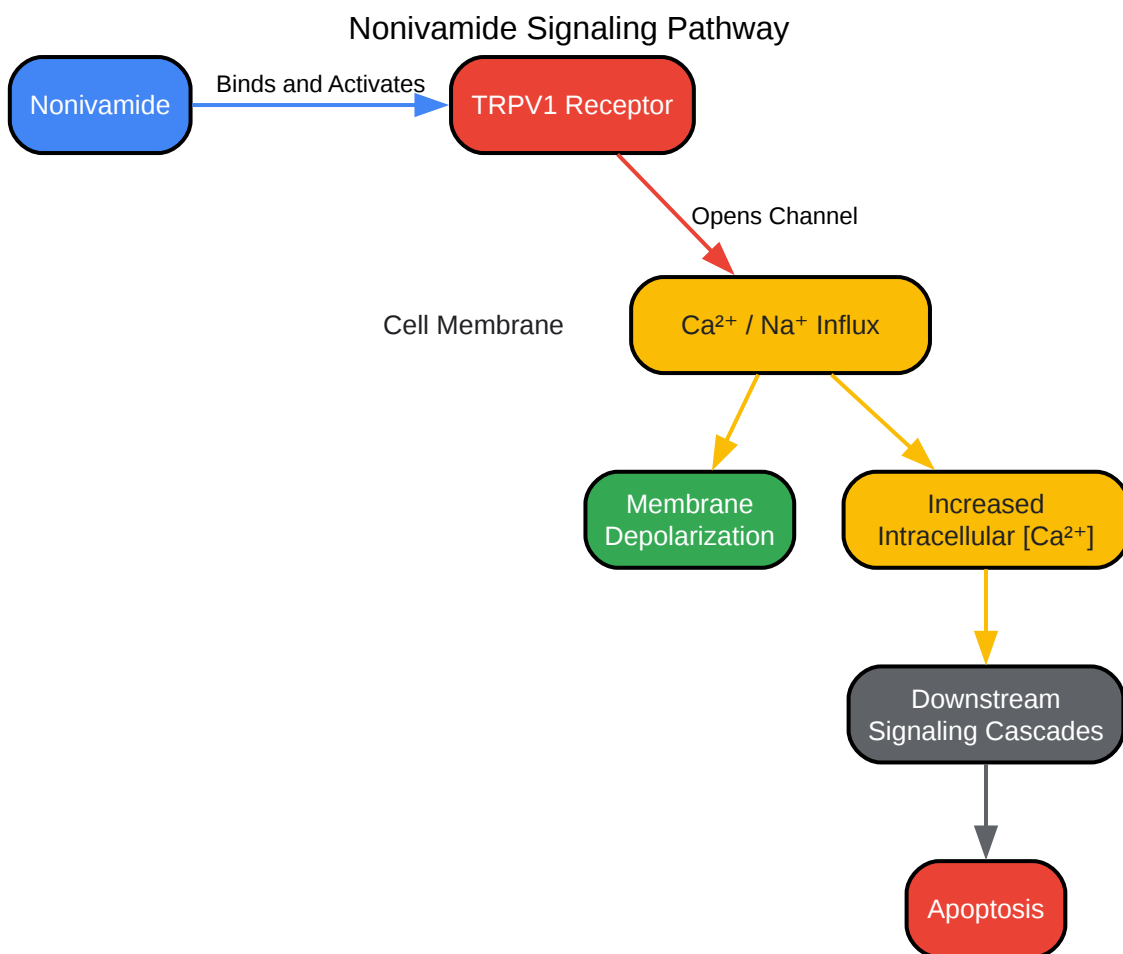 Nonivamide Signaling Pathway
Nonivamide
Binds and Activates
TRPV1 Receptor
Opens Channel
Cell Membrane
Ca²⁺ / Na⁺ Influx
Membrane
Depolarization
Increased
Intracellular [Ca²⁺]
Downstream
Signaling Cascades
Apoptosis